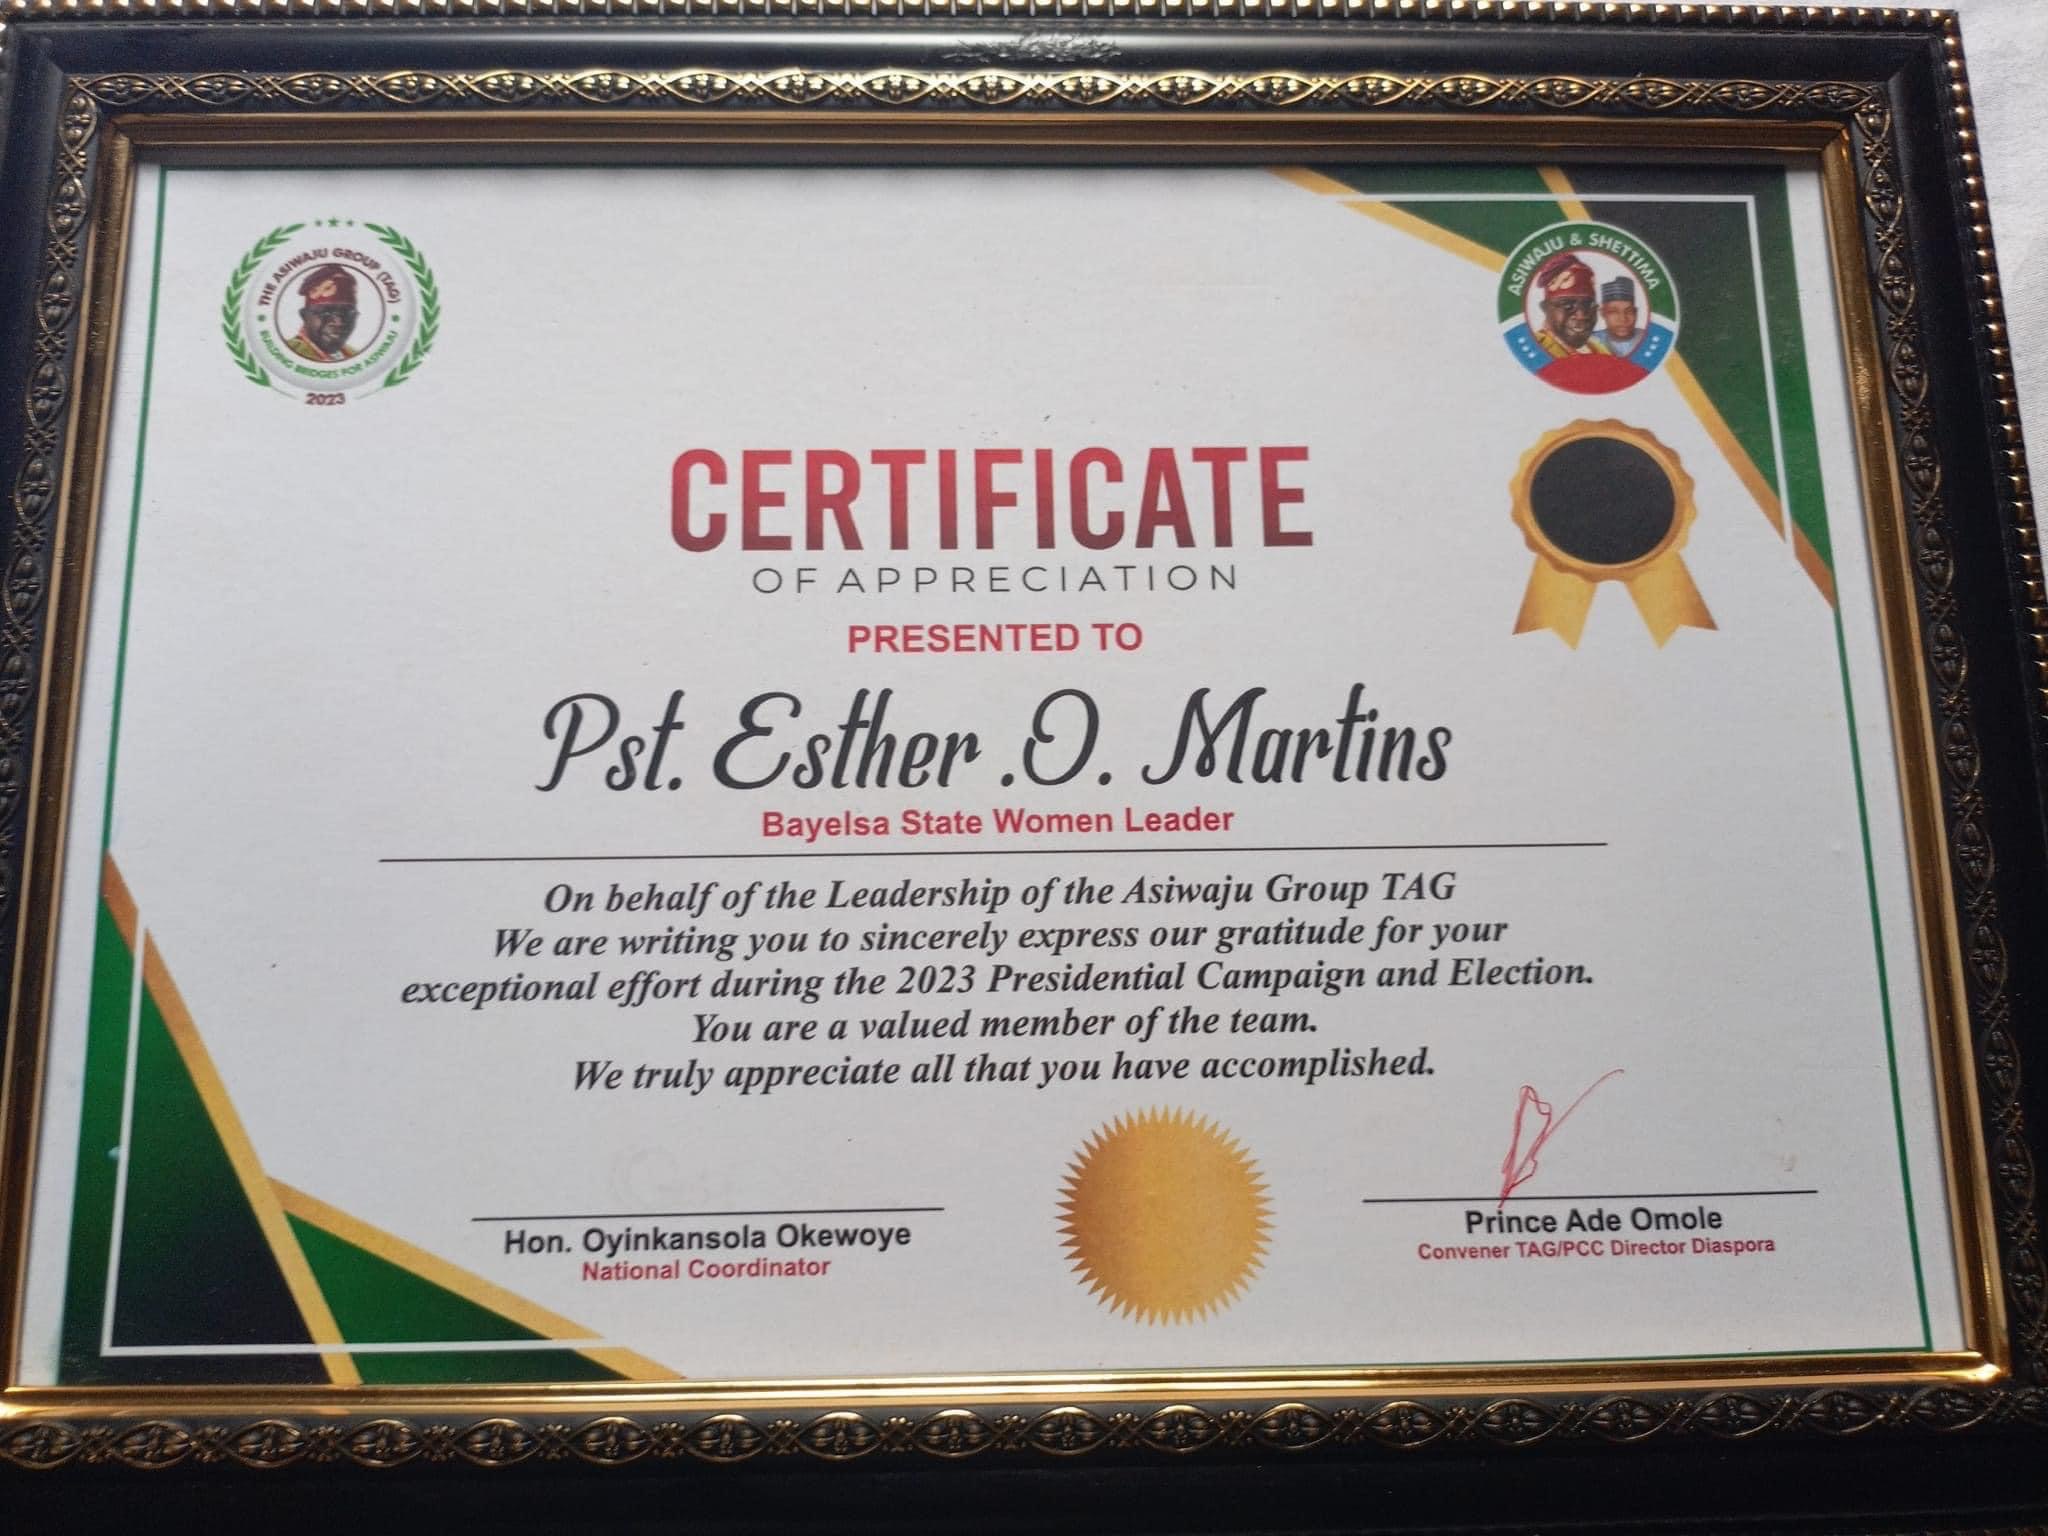 THE ASIWAJU GROUP (TAG)
BUILDING BRIDGES FOR ASIWAJU
2023
ASIWAJU & SHETTIMA
CERTIFICATE
OF APPRECIATION
PRESENTED TO
Pst. Esther .O. Martins
Bayelsa State Women Leader
On behalf of the Leadership of the Asiwaju Group TAG
We are writing you to sincerely express our gratitude for your
exceptional effort during the 2023 Presidential Campaign and Election.
You are a valued member of the team.
We truly appreciate all that you have accomplished.
Hon. Oyinkansola Okewoye
National Coordinator
Prince Ade Omole
Convener TAG/PCC Director Diaspora